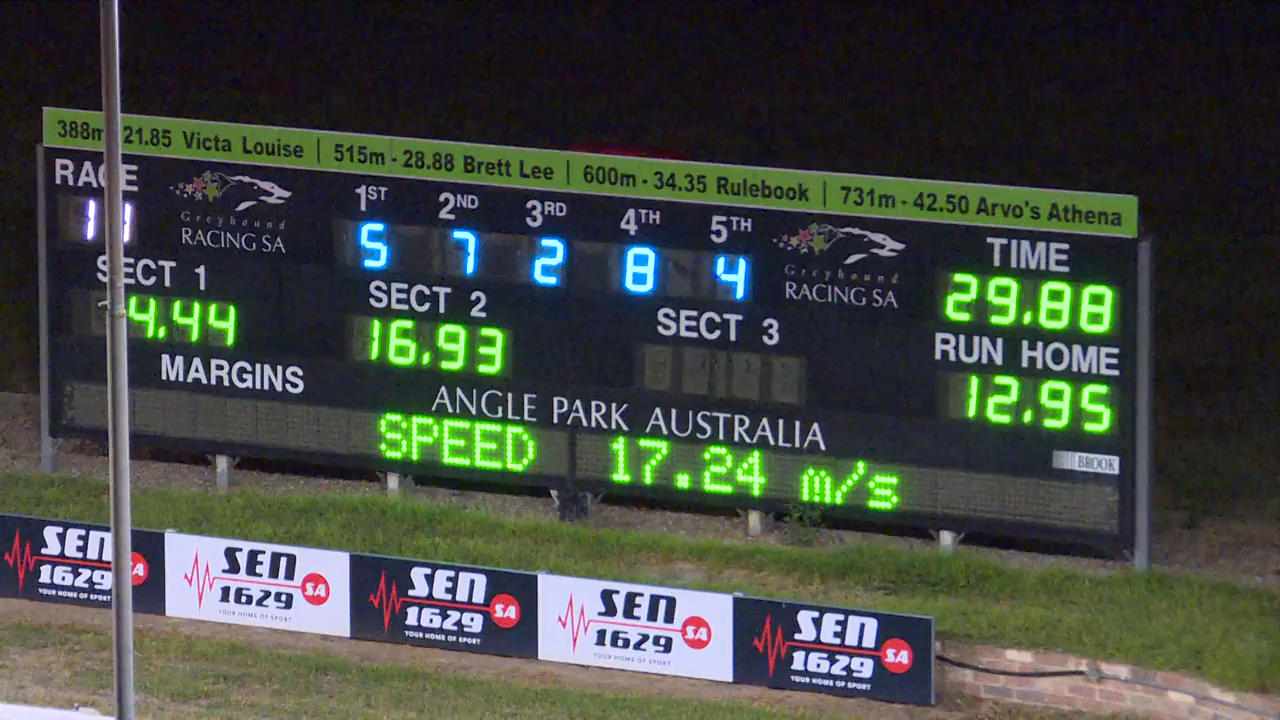 388m 21.85 Victa Louise | 515m - 28.88 Brett Lee | 600m - 34.35 Rulebook | 731m - 42.50 Arvo's Athena
RACE
11
Greyhound
RACING SA
1ST 2ND 3RD 4TH 5TH
5 7 2 8 4
Greyhound
RACING SA
TIME
29.88
SECT 1
4.44
SECT 2
16.93
SECT 3
RUN HOME
12.95
MARGINS
ANGLE PARK AUSTRALIA
SPEED 17.24 m/s
BROOK
SEN
1629 SA
YOUR HOME OF SPORT
SEN
1629 SA
YOUR HOME OF SPORT
SEN
1629 SA
YOUR HOME OF SPORT
SEN
1629 SA
YOUR HOME OF SPORT
SEN
1629 SA
YOUR HOME OF SPORT